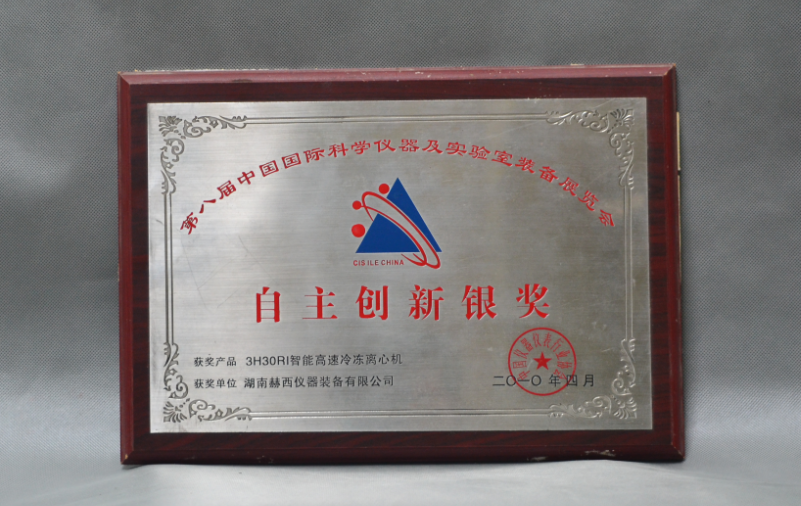 第八届中国国际科学仪器及实验室装备展览会
CISILE CHINA
自主创新银奖
获奖产品 3H30RI智能高速冷冻离心机
获奖单位 湖南赫西仪器装备有限公司
二〇一〇年四月